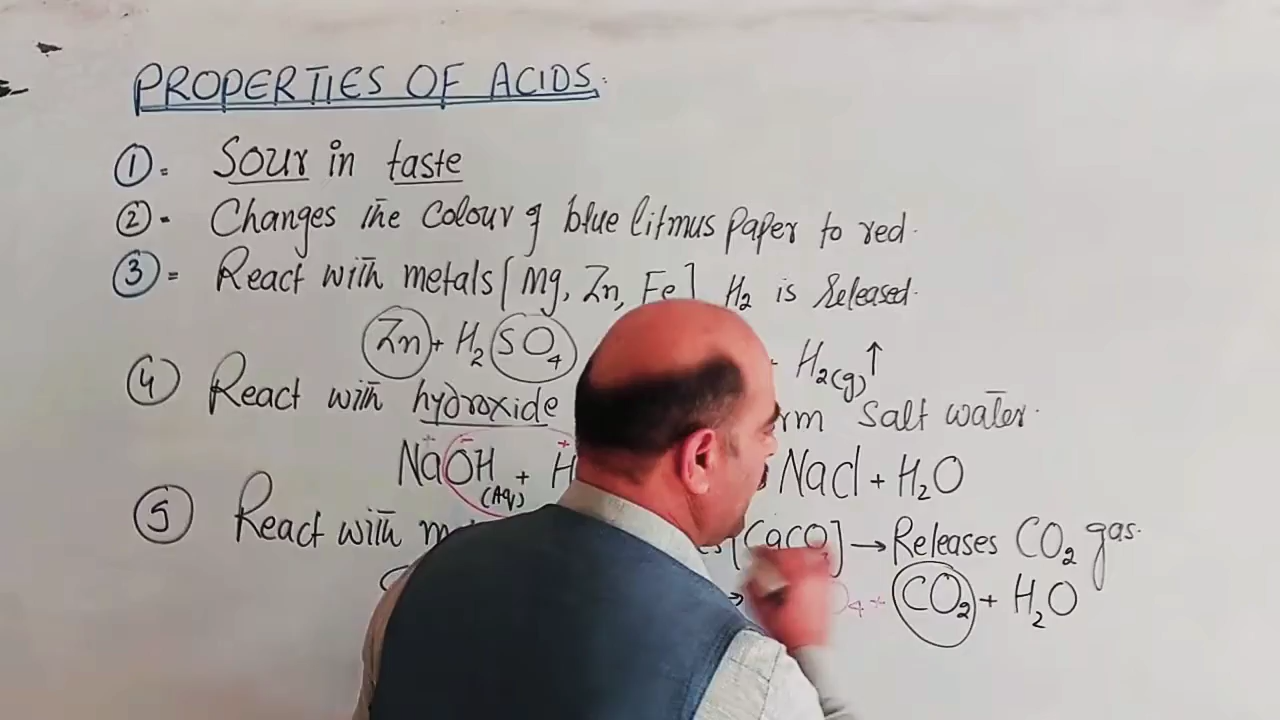 PROPERTIES OF ACIDS.
① = Sour in taste
② = Changes the Colour of blue litmus paper to red.
③ = React with metals [Mg, Zn, Fe] H₂ is Released.
Zn + H₂SO₄ H₂(g)↑
④ React with hydroxide salt water.
NaOH(Aq) + H NaCl + H₂O
⑤ React with [CaCO₃] → Releases CO₂ gas.
CO₂ + H₂O